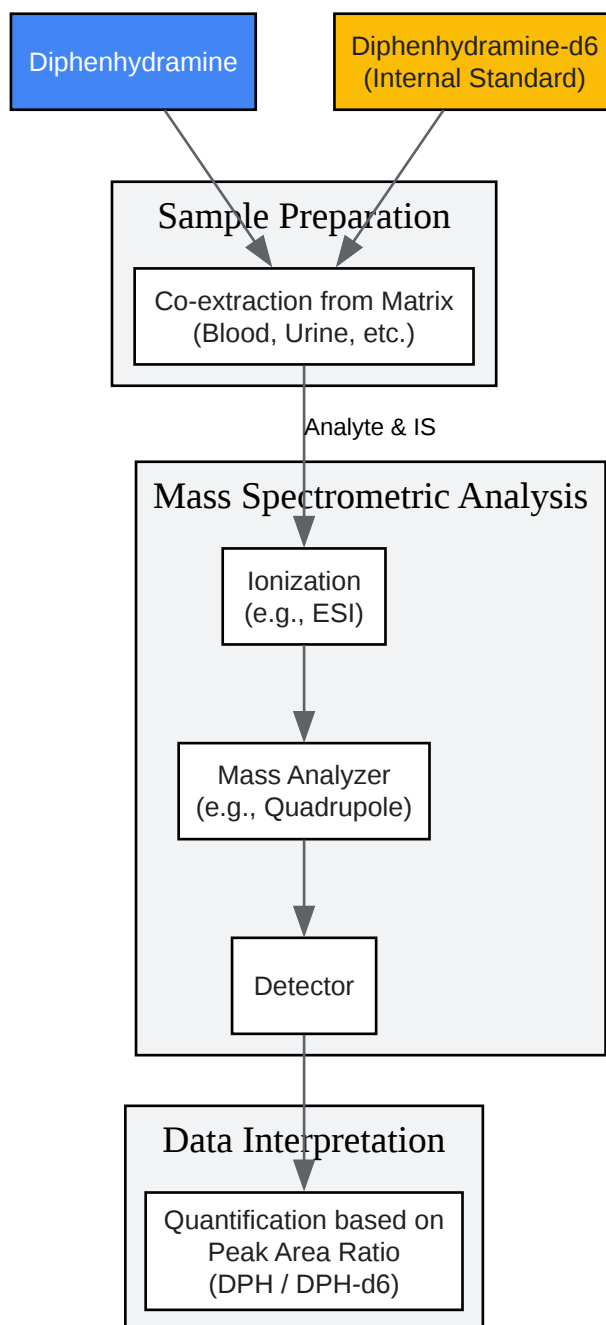 Diphenhydramine
Diphenhydramine-d6
(Internal Standard)
Sample Preparation
Co-extraction from Matrix
(Blood, Urine, etc.)
Analyte & IS
Mass Spectrometric Analysis
Ionization
(e.g., ESI)
Mass Analyzer
(e.g., Quadrupole)
Detector
Data Interpretation
Quantification based on
Peak Area Ratio
(DPH / DPH-d6)